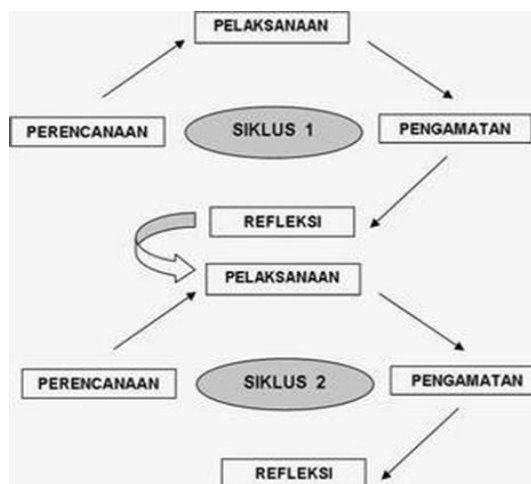 PELAKSANAAN
PERENCANAAN
SIKLUS 1
PENGAMATAN
REFLEKSI
PELAKSANAAN
PERENCANAAN
SIKLUS 2
PENGAMATAN
REFLEKSI